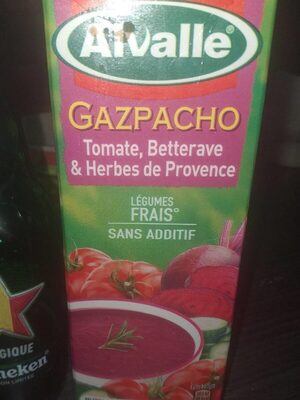 Alvalle
GAZPACHO
Tomate, Betterave
& Herbes de Provence
LÉGUMES
FRAIS°
SANS ADDITIF
GIQUE
neken